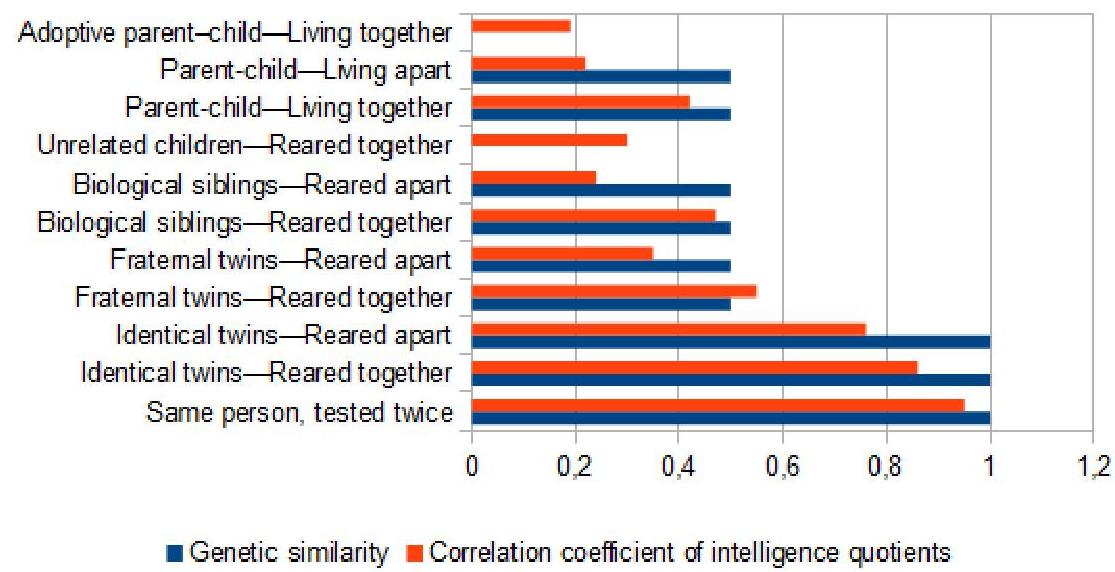 Adoptive parent–child—Living together
Parent-child—Living apart
Parent-child—Living together
Unrelated children—Reared together
Biological siblings—Reared apart
Biological siblings—Reared together
Fraternal twins—Reared apart
Fraternal twins—Reared together
Identical twins—Reared apart
Identical twins—Reared together
Same person, tested twice
0 0,2 0,4 0,6 0,8 1 1,2
Genetic similarity Correlation coefficient of intelligence quotients